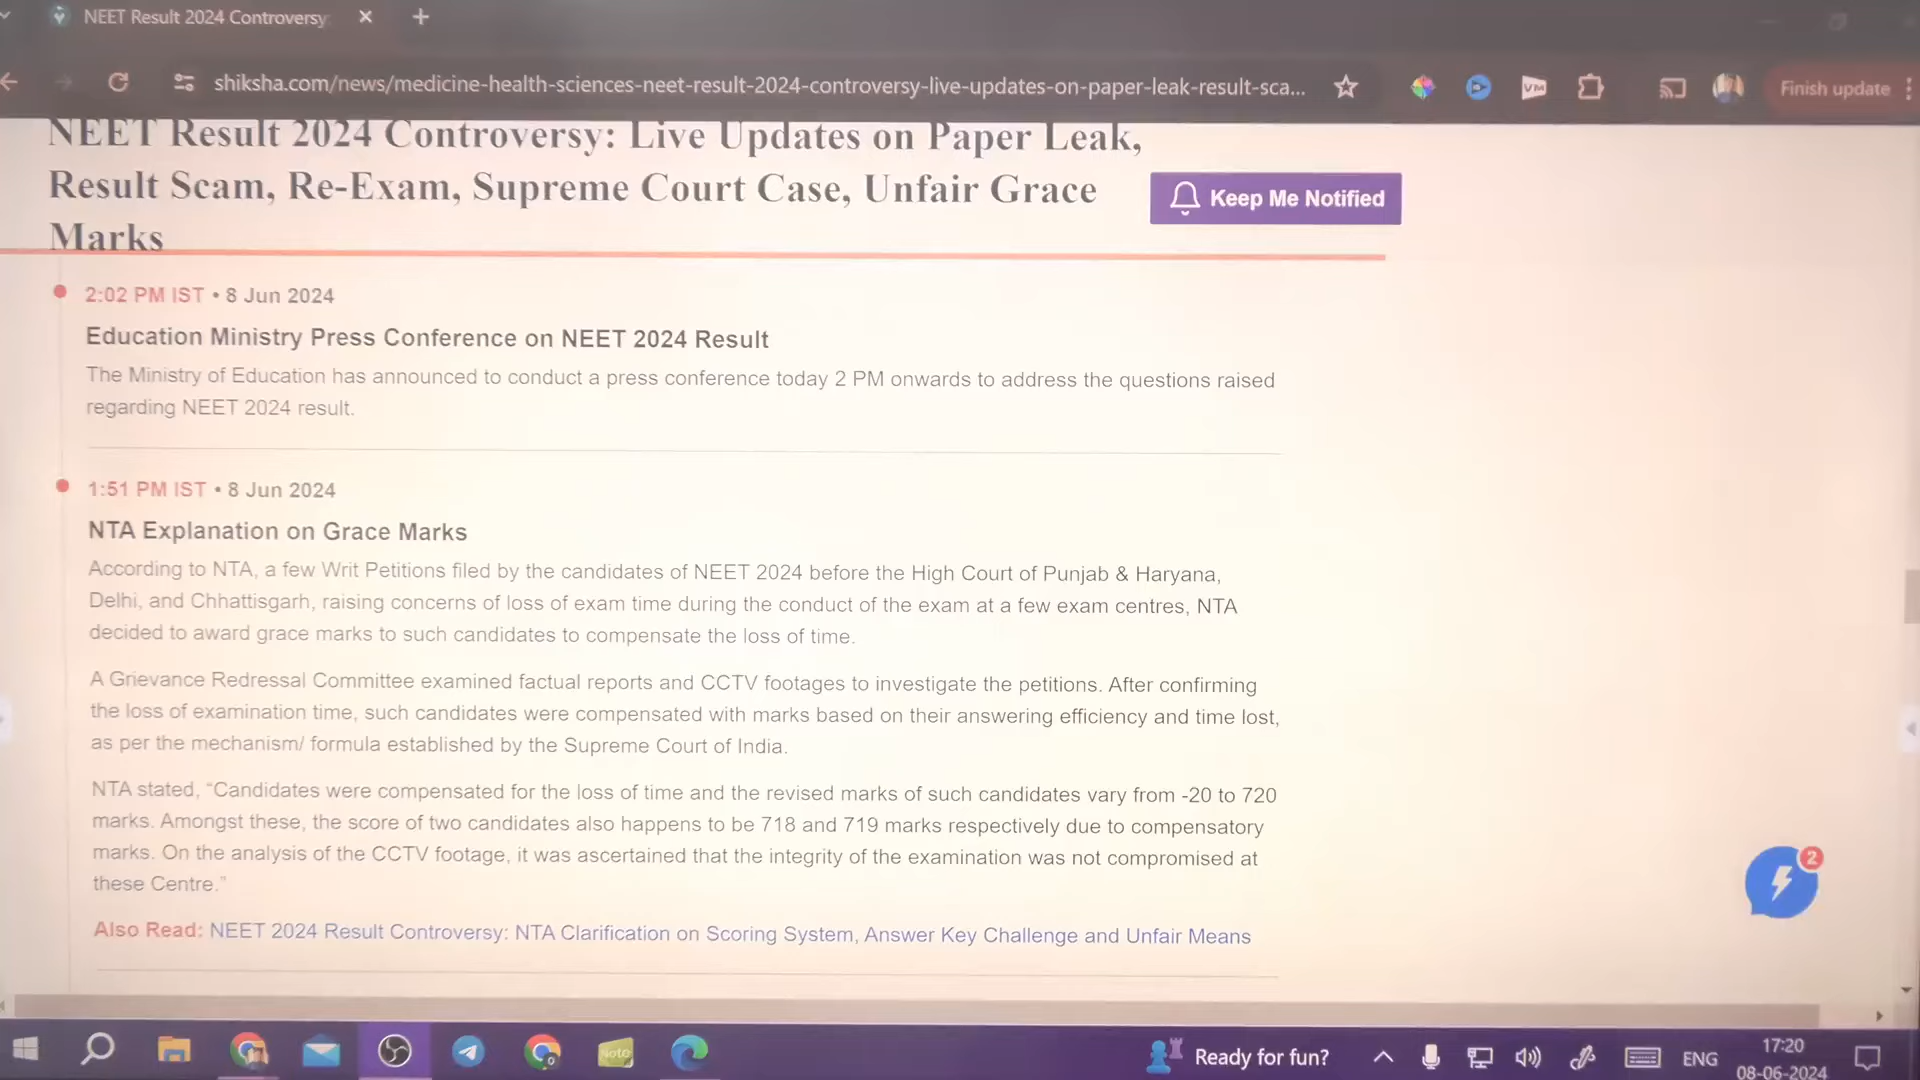 NEET Result 2024 Controversy
shiksha.com/news/medicine-health-sciences-neet-result-2024-controversy-live-updates-on-paper-leak-result-sca...
VM
Finish update
NEET Result 2024 Controversy: Live Updates on Paper Leak,
Result Scam, Re-Exam, Supreme Court Case, Unfair Grace
Marks
Keep Me Notified
2:02 PM IST • 8 Jun 2024
Education Ministry Press Conference on NEET 2024 Result
The Ministry of Education has announced to conduct a press conference today 2 PM onwards to address the questions raised
regarding NEET 2024 result.
1:51 PM IST • 8 Jun 2024
NTA Explanation on Grace Marks
According to NTA, a few Writ Petitions filed by the candidates of NEET 2024 before the High Court of Punjab & Haryana,
Delhi, and Chhattisgarh, raising concerns of loss of exam time during the conduct of the exam at a few exam centres, NTA
decided to award grace marks to such candidates to compensate the loss of time.
A Grievance Redressal Committee examined factual reports and CCTV footages to investigate the petitions. After confirming
the loss of examination time, such candidates were compensated with marks based on their answering efficiency and time lost,
as per the mechanism/ formula established by the Supreme Court of India.
NTA stated, “Candidates were compensated for the loss of time and the revised marks of such candidates vary from -20 to 720
marks. Amongst these, the score of two candidates also happens to be 718 and 719 marks respectively due to compensatory
marks. On the analysis of the CCTV footage, it was ascertained that the integrity of the examination was not compromised at
these Centre.”
2
Also Read: NEET 2024 Result Controversy: NTA Clarification on Scoring System, Answer Key Challenge and Unfair Means
Note
Ready for fun?
ENG
17:20
08-06-2024